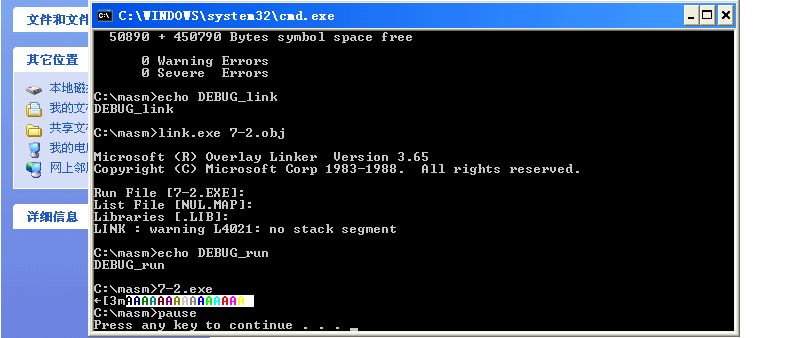 文件和文件
其它位置
本地磁
我的文
共享文
我的电
网上邻
详细信息
C:\WINDOWS\system32\cmd.exe
50890 + 450790 Bytes symbol space free
0 Warning Errors
0 Severe  Errors
C:\masm>echo DEBUG_link
DEBUG_link
C:\masm>link.exe 7-2.obj
Microsoft (R) Overlay Linker  Version 3.65
Copyright (C) Microsoft Corp 1983-1988.  All rights reserved.
Run File [7-2.EXE]:
List File [NUL.MAP]:
Libraries [.LIB]:
LINK : warning L4021: no stack segment
C:\masm>echo DEBUG_run
DEBUG_run
C:\masm>7-2.exe
←[3mAAAAAAAAAAAAAAA
C:\masm>pause
Press any key to continue . . .